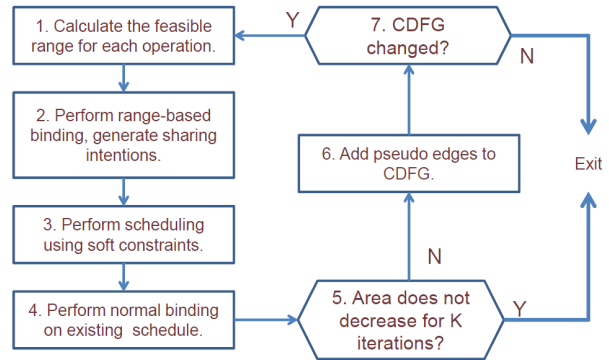 1. Calculate the feasible
range for each operation.
2. Perform range-based
binding, generate sharing
intentions.
3. Perform scheduling
using soft constraints.
4. Perform normal binding
on existing schedule.
5. Area does not
decrease for K
iterations?
Y
N
6. Add pseudo edges to
CDFG.
7. CDFG
changed?
Y
N
Exit